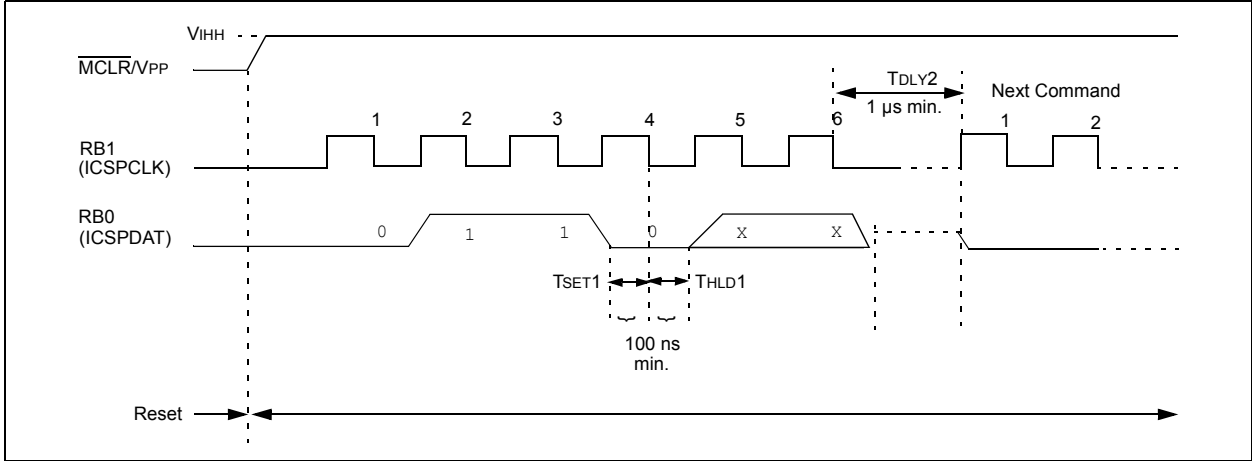 VIHH
MCLR/VPP
TDLY2
1 µs min.
Next Command
1 2 3 4 5 6 1 2
RB1
(ICSPCLK)
RB0
(ICSPDAT)
0 1 1 0 x x
TSET1 THLD1
100 ns
min.
Reset